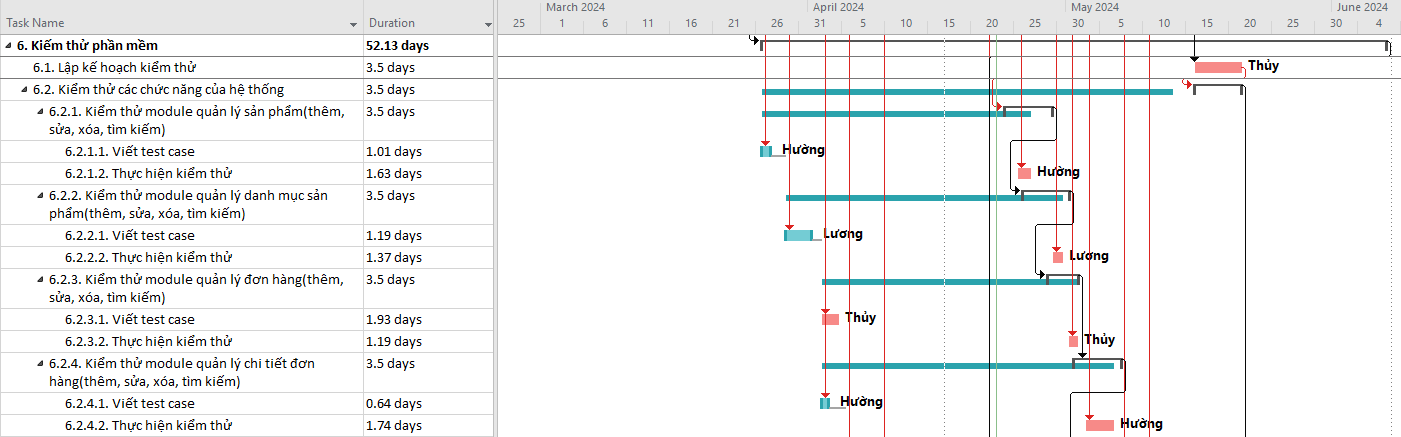 March 2024 April 2024 May 2024 June 2024
Task Name Duration 25 1 6 11 16 21 26 31 5 10 15 20 25 30 5 10 15 20 25 30 4
6. Kiếm thử phần mềm 52.13 days
6.1. Lập kế hoạch kiểm thử 3.5 days Thủy
6.2. Kiểm thử các chức năng của hệ thống 3.5 days
6.2.1. Kiểm thử module quản lý sản phẩm(thêm, 3.5 days
sửa, xóa, tìm kiếm)
6.2.1.1. Viết test case 1.01 days Hường
6.2.1.2. Thực hiện kiểm thử 1.63 days Hường
6.2.2. Kiểm thử module quản lý danh mục sản 3.5 days
phẩm(thêm, sửa, xóa, tìm kiếm)
6.2.2.1. Viết test case 1.19 days Lương
6.2.2.2. Thực hiện kiểm thử 1.37 days Lương
6.2.3. Kiểm thử module quản lý đơn hàng(thêm, 3.5 days
sửa, xóa, tìm kiếm)
6.2.3.1. Viết test case 1.93 days Thủy
6.2.3.2. Thực hiện kiểm thử 1.19 days Thủy
6.2.4. Kiểm thử module quản lý chi tiết đơn 3.5 days
hàng(thêm, sửa, xóa, tìm kiếm)
6.2.4.1. Viết test case 0.64 days Hường
6.2.4.2. Thực hiện kiểm thử 1.74 days Hường